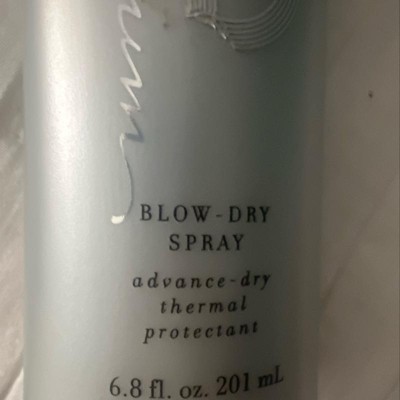 BLOW-DRY
SPRAY
advance-dry
thermal
protectant
6.8 fl. oz. 201 mL